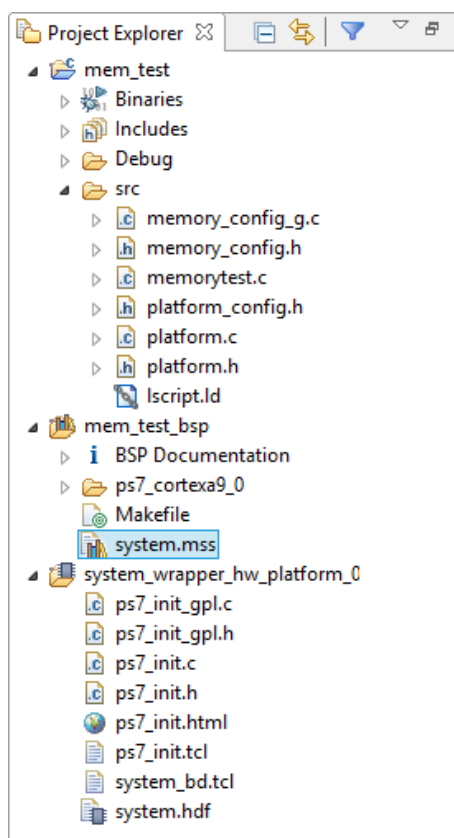 Project Explorer
mem_test
Binaries
Includes
Debug
src
memory_config_g.c
memory_config.h
memorytest.c
platform_config.h
platform.c
platform.h
lscript.ld
mem_test_bsp
BSP Documentation
ps7_cortexa9_0
Makefile
system.mss
system_wrapper_hw_platform_0
ps7_init_gpl.c
ps7_init_gpl.h
ps7_init.c
ps7_init.h
ps7_init.html
ps7_init.tcl
system_bd.tcl
system.hdf